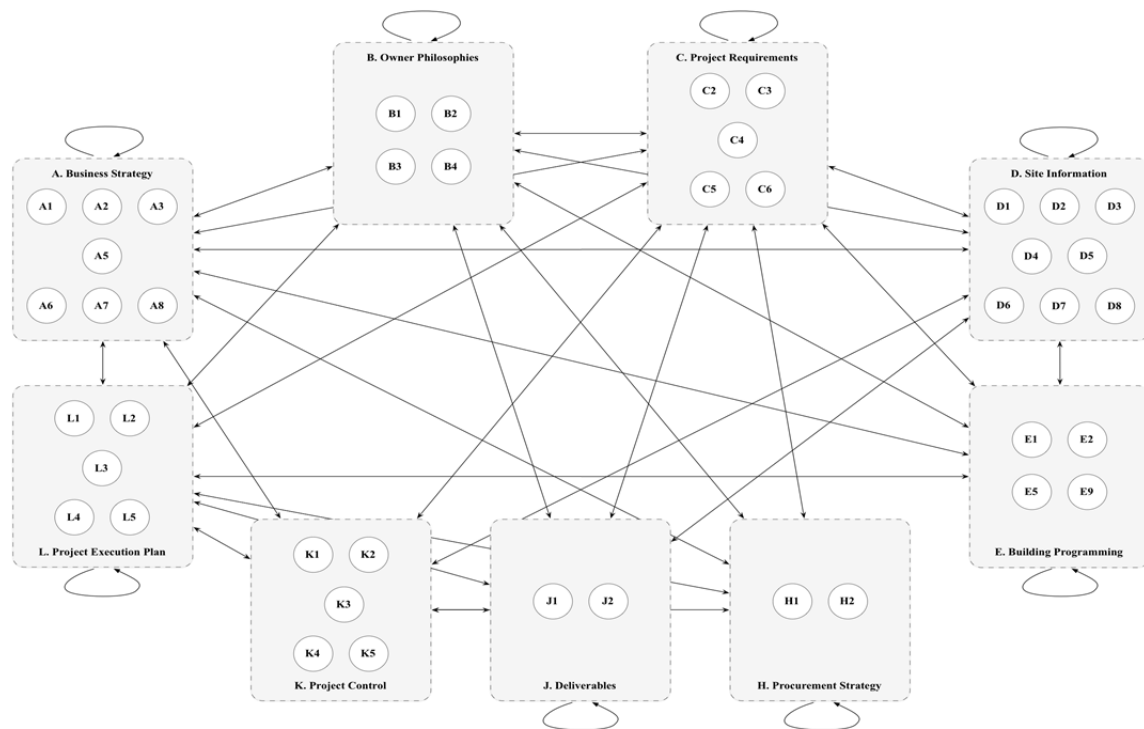 B. Owner Philosophies
B1 B2
B3 B4
C. Project Requirements
C2 C3
C4
C5 C6
A. Business Strategy
A1 A2 A3
A5
A6 A7 A8
D. Site Information
D1 D2 D3
D4 D5
D6 D7 D8
L1 L2
L3
L4 L5
L. Project Execution Plan
E1 E2
E5 E9
E. Building Programming
K1 K2
K3
K4 K5
K. Project Control
J1 J2
J. Deliverables
H1 H2
H. Procurement Strategy